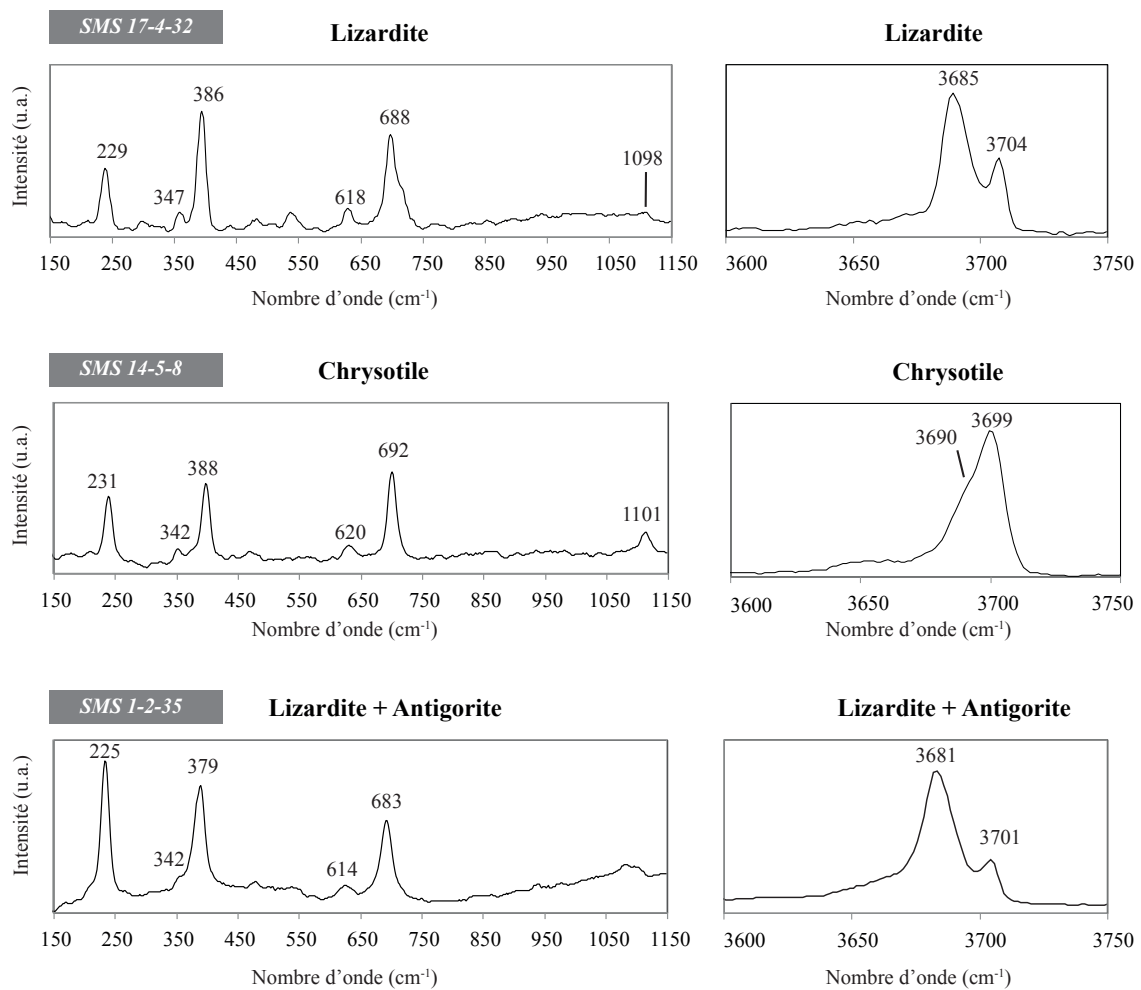 SMS 17-4-32
Lizardite
Lizardite
Intensité (u.a.)
386
229
347
688
618
1098
150 250 350 450 550 650 750 850 950 1050 1150
Nombre d’onde (cm-1)
3685
3704
3600 3650 3700 3750
Nombre d’onde (cm-1)
SMS 14-5-8
Chrysotile
Chrysotile
Intensité (u.a.)
231
388
342
692
620
1101
150 250 350 450 550 650 750 850 950 1050 1150
Nombre d’onde (cm-1)
3690
3699
3600 3650 3700 3750
Nombre d’onde (cm-1)
SMS 1-2-35
Lizardite + Antigorite
Lizardite + Antigorite
Intensité (u.a.)
225
379
342
683
614
150 250 350 450 550 650 750 850 950 1050 1150
Nombre d’onde (cm-1)
3681
3701
3600 3650 3700 3750
Nombre d’onde (cm-1)